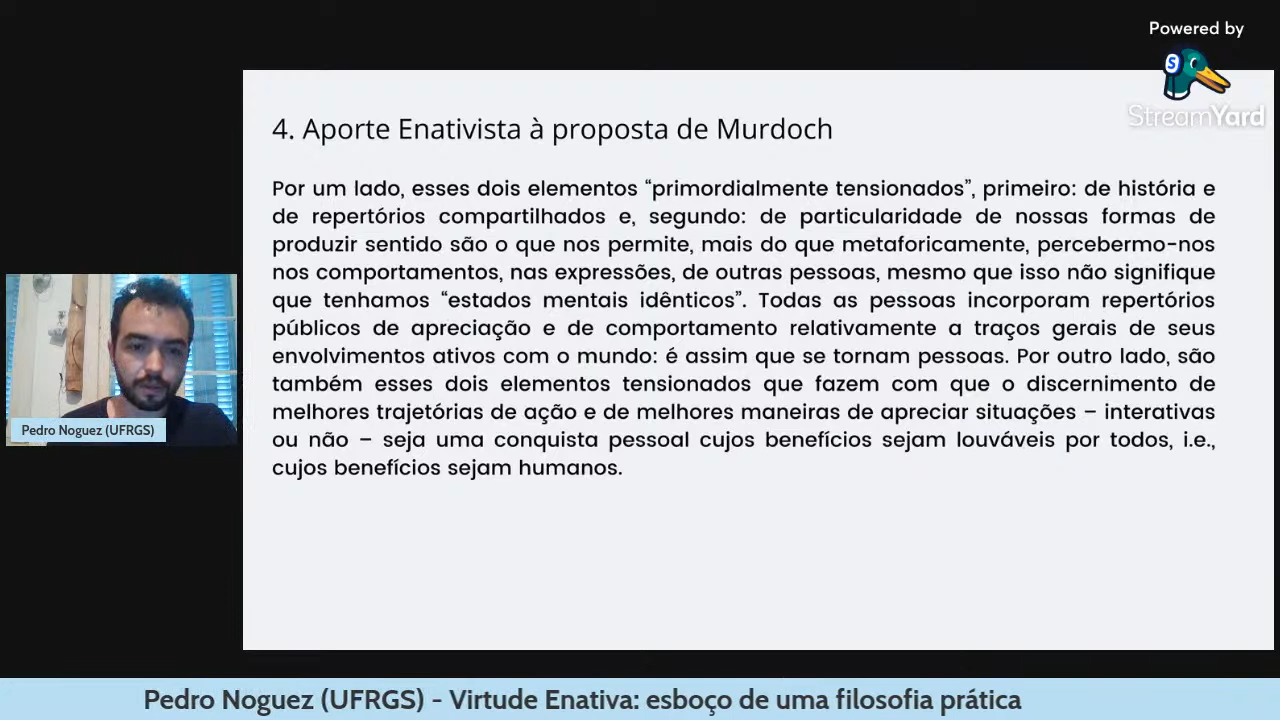 Powered by
StreamYard
4. Aporte Enativista à proposta de Murdoch
Por um lado, esses dois elementos “primordialmente tensionados”, primeiro: de história e
de repertórios compartilhados e, segundo: de particularidade de nossas formas de
produzir sentido são o que nos permite, mais do que metaforicamente, percebermo-nos
nos comportamentos, nas expressões, de outras pessoas, mesmo que isso não signifique
que tenhamos “estados mentais idênticos”. Todas as pessoas incorporam repertórios
públicos de apreciação e de comportamento relativamente a traços gerais de seus
envolvimentos ativos com o mundo: é assim que se tornam pessoas. Por outro lado, são
também esses dois elementos tensionados que fazem com que o discernimento de
melhores trajetórias de ação e de melhores maneiras de apreciar situações – interativas
ou não – seja uma conquista pessoal cujos benefícios sejam louváveis por todos, i.e.,
cujos benefícios sejam humanos.
Pedro Noguez (UFRGS)
Pedro Noguez (UFRGS) - Virtude Enativa: esboço de uma filosofia prática